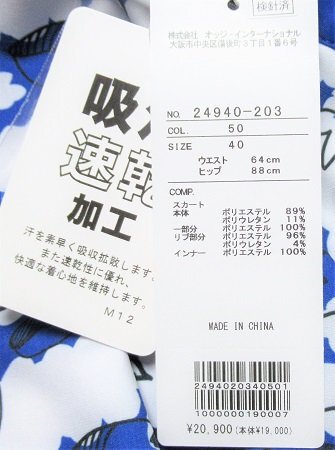 検針済
株式会社 オッジ・インターナショナル
大阪市中央区備後町3丁目1番6号
NO. 24940-203
COL. 50
SIZE 40
ウエスト 64cm
ヒップ 88cm
COMP.
スカート
本体 ポリエステル 89%
ポリウレタン 11%
一部分 ポリエステル 100%
リブ部分 ポリエステル 96%
ポリウレタン 4%
インナー ポリエステル 100%
MADE IN CHINA
2494020340501
1000000190007
¥20,900(本体¥19,000)
吸
速乾
加工
汗を素早く吸収拡散します。
また速乾性に優れ、
快適な着心地を維持します。
M12